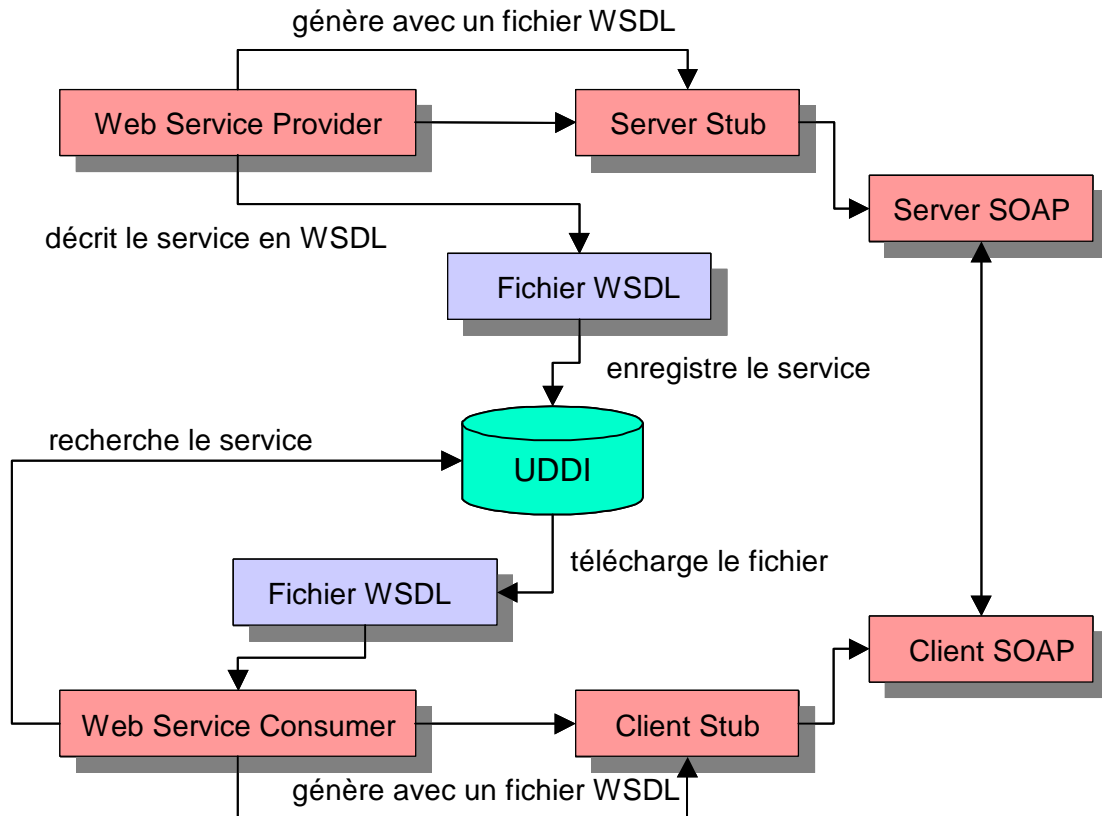 génère avec un fichier WSDL
Web Service Provider
Server Stub
Server SOAP
décrit le service en WSDL
Fichier WSDL
enregistre le service
recherche le service
UDDI
télécharge le fichier
Fichier WSDL
Client SOAP
Web Service Consumer
Client Stub
génère avec un fichier WSDL